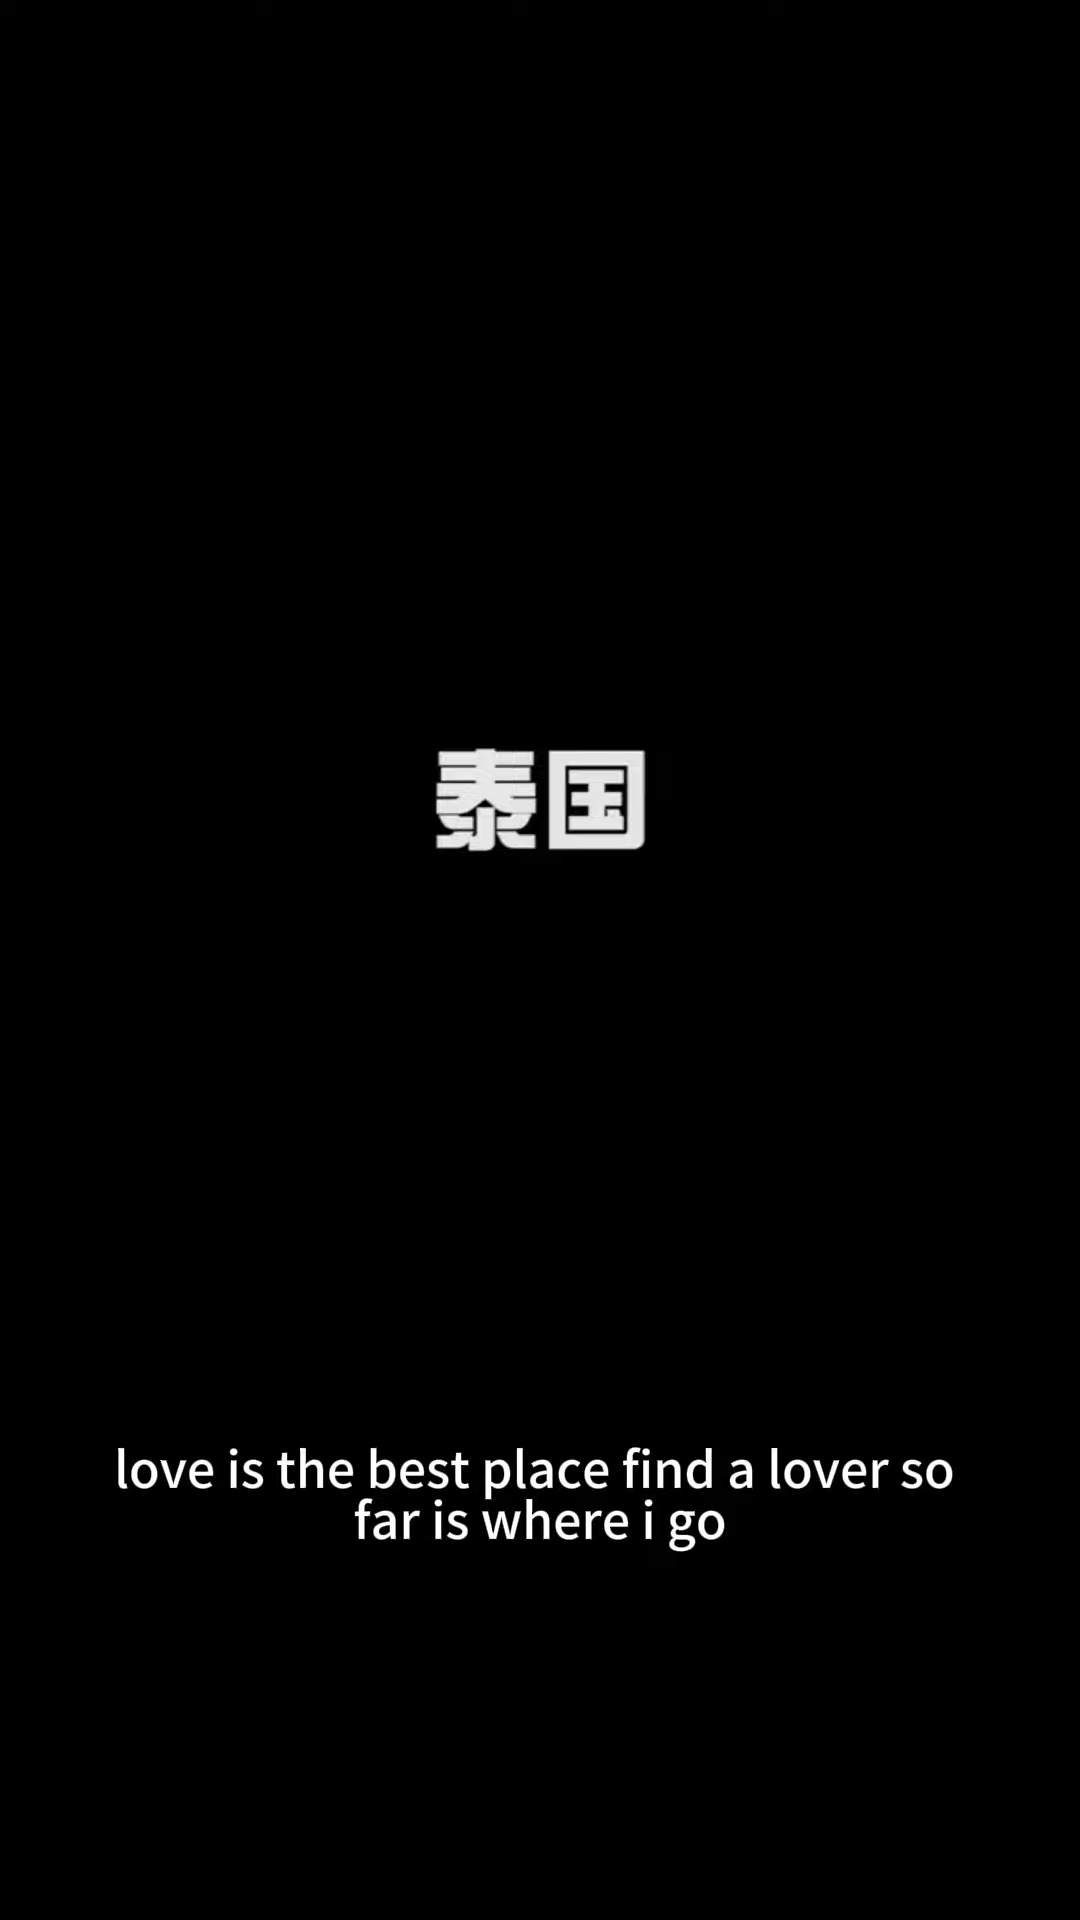 泰国
love is the best place find a lover so
far is where i go